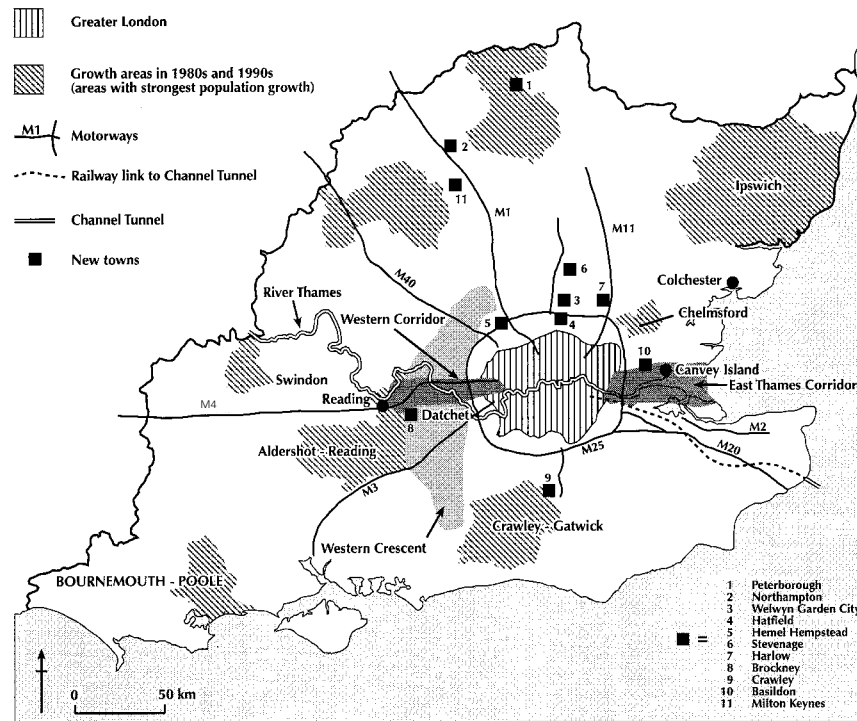 Greater London
Growth areas in 1980s and 1990s
(areas with strongest population growth)
M1
Motorways
Railway link to Channel Tunnel
Channel Tunnel
New towns
1
2
11
Ipswich
M1
M11
M40
6
Colchester
River Thames
3
7
Western Corridor
5
4
Chelmsford
10
Canvey Island
Swindon
East Thames Corridor
Reading
M4
Datchet
8
M2
Aldershot - Reading
M25
M20
M3
9
Crawley - Gatwick
Western Crescent
BOURNEMOUTH - POOLE
0
50 km
=
1 Peterborough
2 Northampton
3 Welwyn Garden City
4 Hatfield
5 Hemel Hempstead
6 Stevenage
7 Harlow
8 Brockney
9 Crawley
10 Basildon
11 Milton Keynes